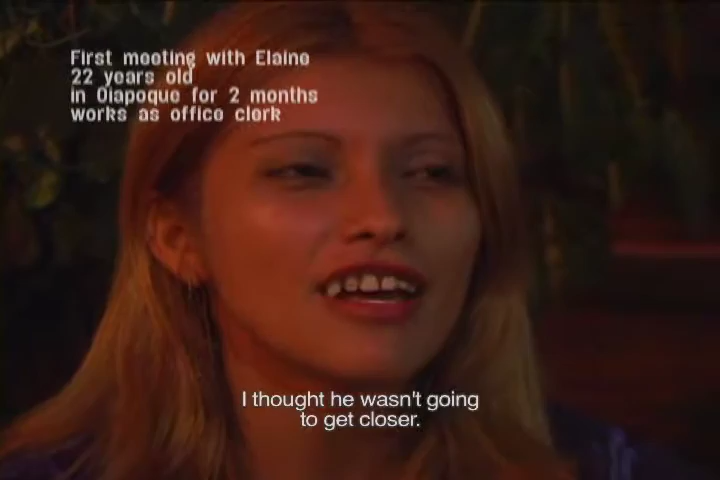 First meeting with Elaine
22 years old
in Oiapoque for 2 months
works as office clerk
I thought he wasn't going
to get closer.